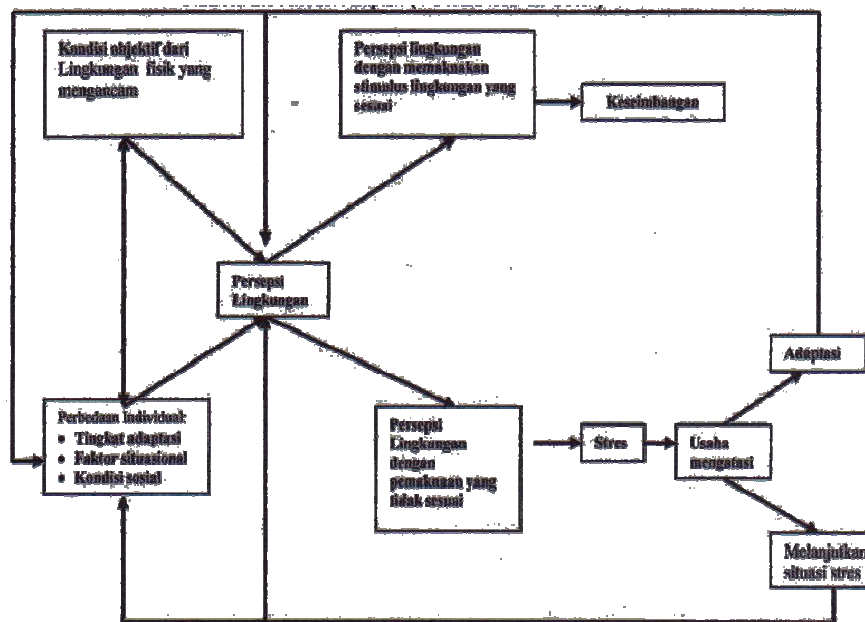 Kondisi objektif dari
Lingkungan fisik yang
mengancam
Persepsi lingkungan
dengan memaknakan
stimulus lingkungan yang
sesuai
Keseimbangan
Persepsi
Lingkungan
Adaptasi
Perbedaan individual:
• Tingkat adaptasi
• Faktor situasional
• Kondisi sosial
Persepsi
Lingkungan
dengan
pemaknaan yang
tidak sesuai
Stres
Usaha
mengatasi
Melanjutkan
situasi stres